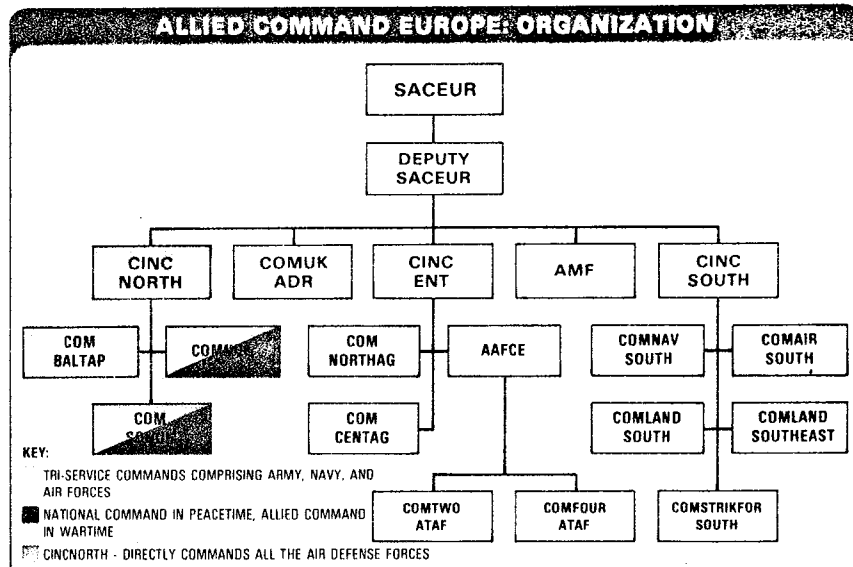 ALLIED COMMAND EUROPE: ORGANIZATION
SACEUR
DEPUTY
SACEUR
CINC
NORTH
COMUK
ADR
CINC
ENT
AMF
CINC
SOUTH
COM
BALTAP
COM
NORTHAG
AAFCE
COMNAV
SOUTH
COMAIR
SOUTH
COM
COM
CENTAG
COMLAND
SOUTH
COMLAND
SOUTHEAST
KEY:
TRI-SERVICE COMMANDS COMPRISING ARMY, NAVY, AND
AIR FORCES
NATIONAL COMMAND IN PEACETIME, ALLIED COMMAND
IN WARTIME
CINCNORTH - DIRECTLY COMMANDS ALL THE AIR DEFENSE FORCES
COMTWO
ATAF
COMFOUR
ATAF
COMSTRIKFOR
SOUTH